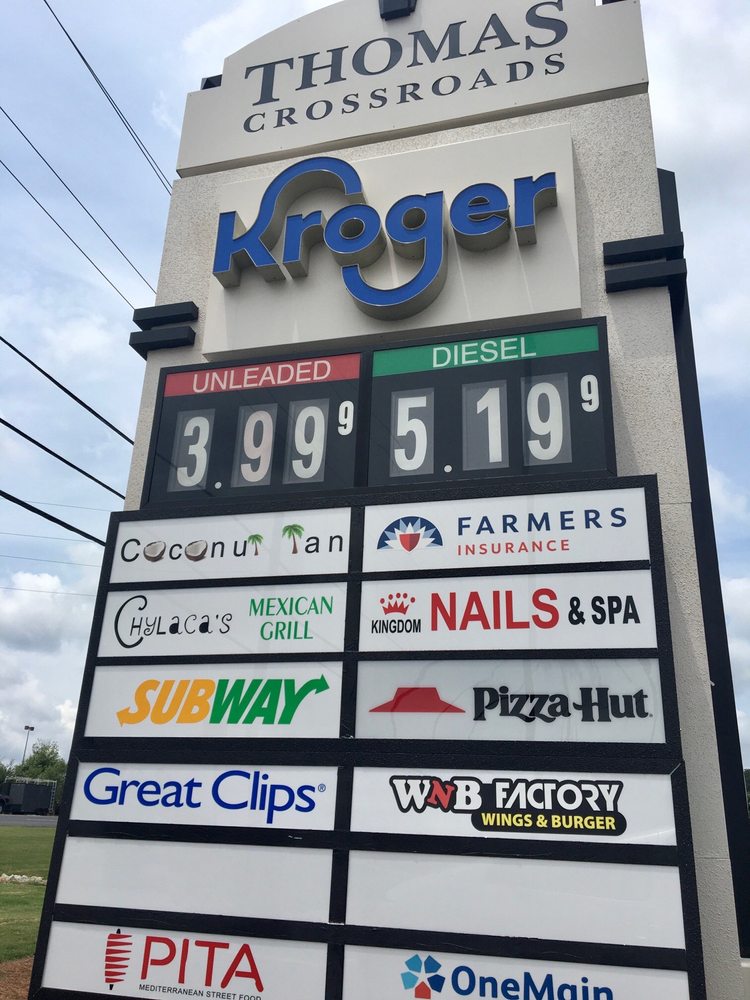 THOMAS
CROSSROADS
Kroger
UNLEADED
3.99 9
DIESEL
5.19 9
Coconut Tan
FARMERS
INSURANCE
CHyLaca's
MEXICAN
GRILL
KINGDOM NAILS & SPA
SUBWAY
Pizza Hut
Great Clips®
WNB FACTORY
WINGS & BURGER
PITA
MEDITERRANEAN STREET FOOD
OneMain